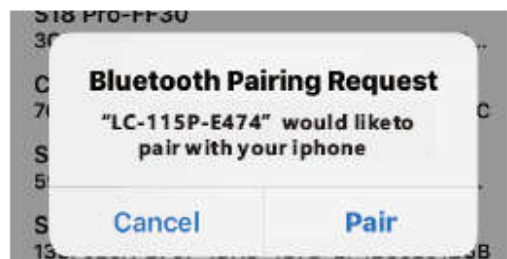 S18 Pro-FF30
Bluetooth Pairing Request
“LC-115P-E474” would liketo
pair with your iphone
Cancel
Pair